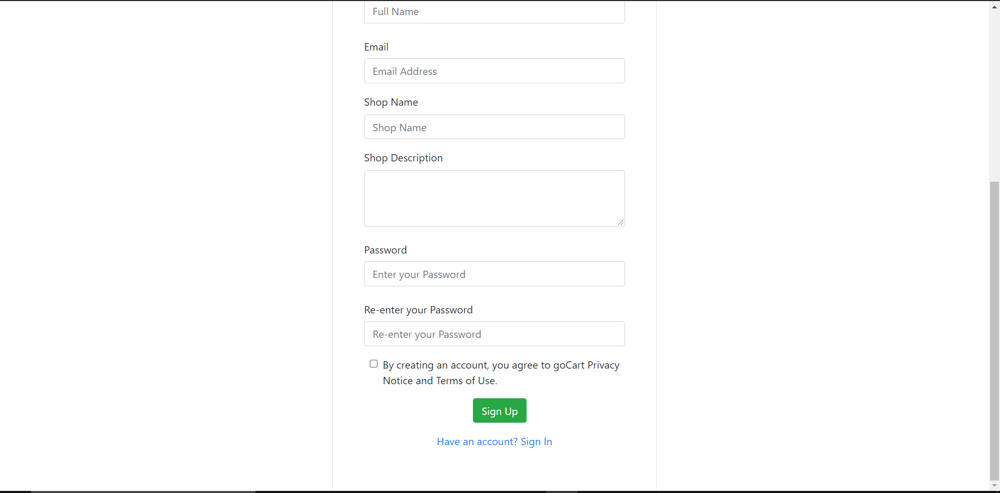 Full Name
Email
Email Address
Shop Name
Shop Name
Shop Description
Password
Enter your Password
Re-enter your Password
Re-enter your Password
By creating an account, you agree to goCart Privacy
Notice and Terms of Use.
Sign Up
Have an account? Sign In